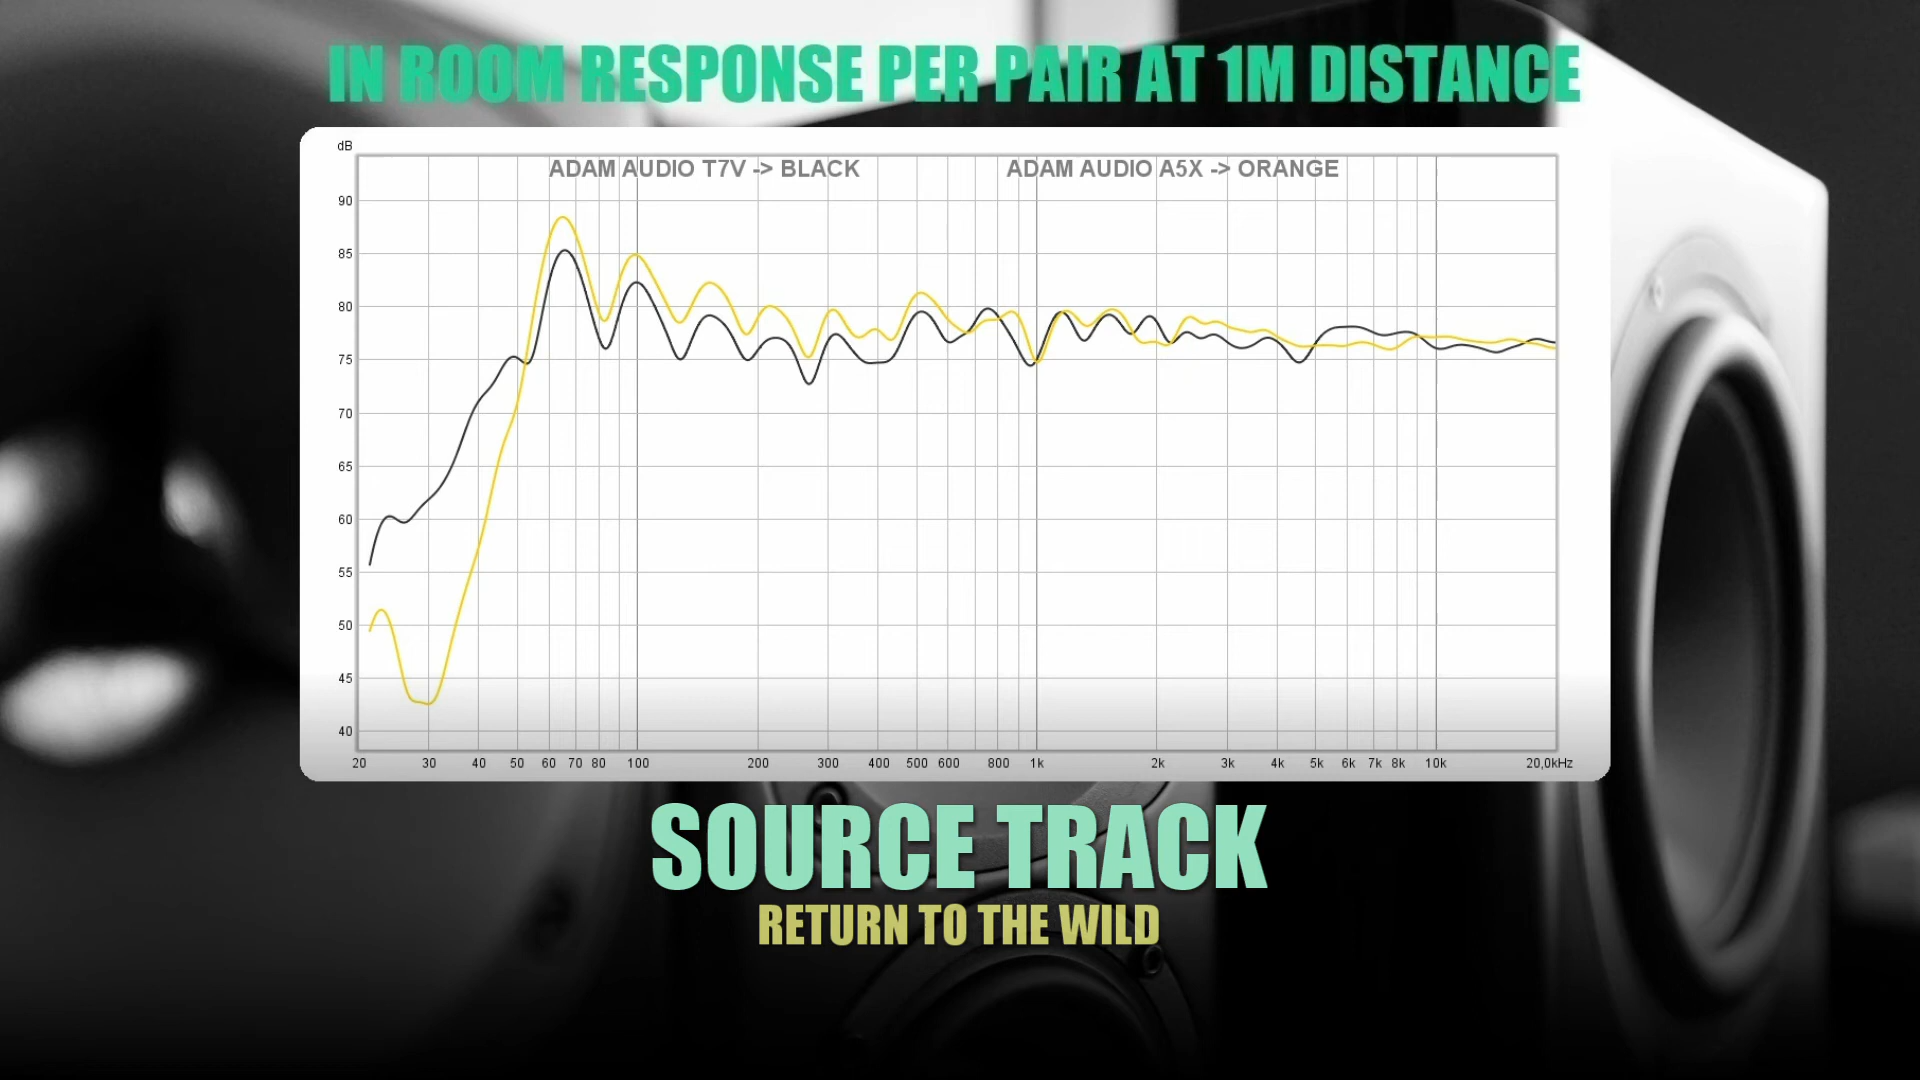 IN ROOM RESPONSE PER PAIR AT 1M DISTANCE
dB
ADAM AUDIO T7V -> BLACK ADAM AUDIO A5X -> ORANGE
90
85
80
75
70
65
60
55
50
45
40
20 30 40 50 60 70 80 100 200 300 400 500 600 800 1k 2k 3k 4k 5k 6k 7k 8k 10k 20,0kHz
SOURCE TRACK
RETURN TO THE WILD